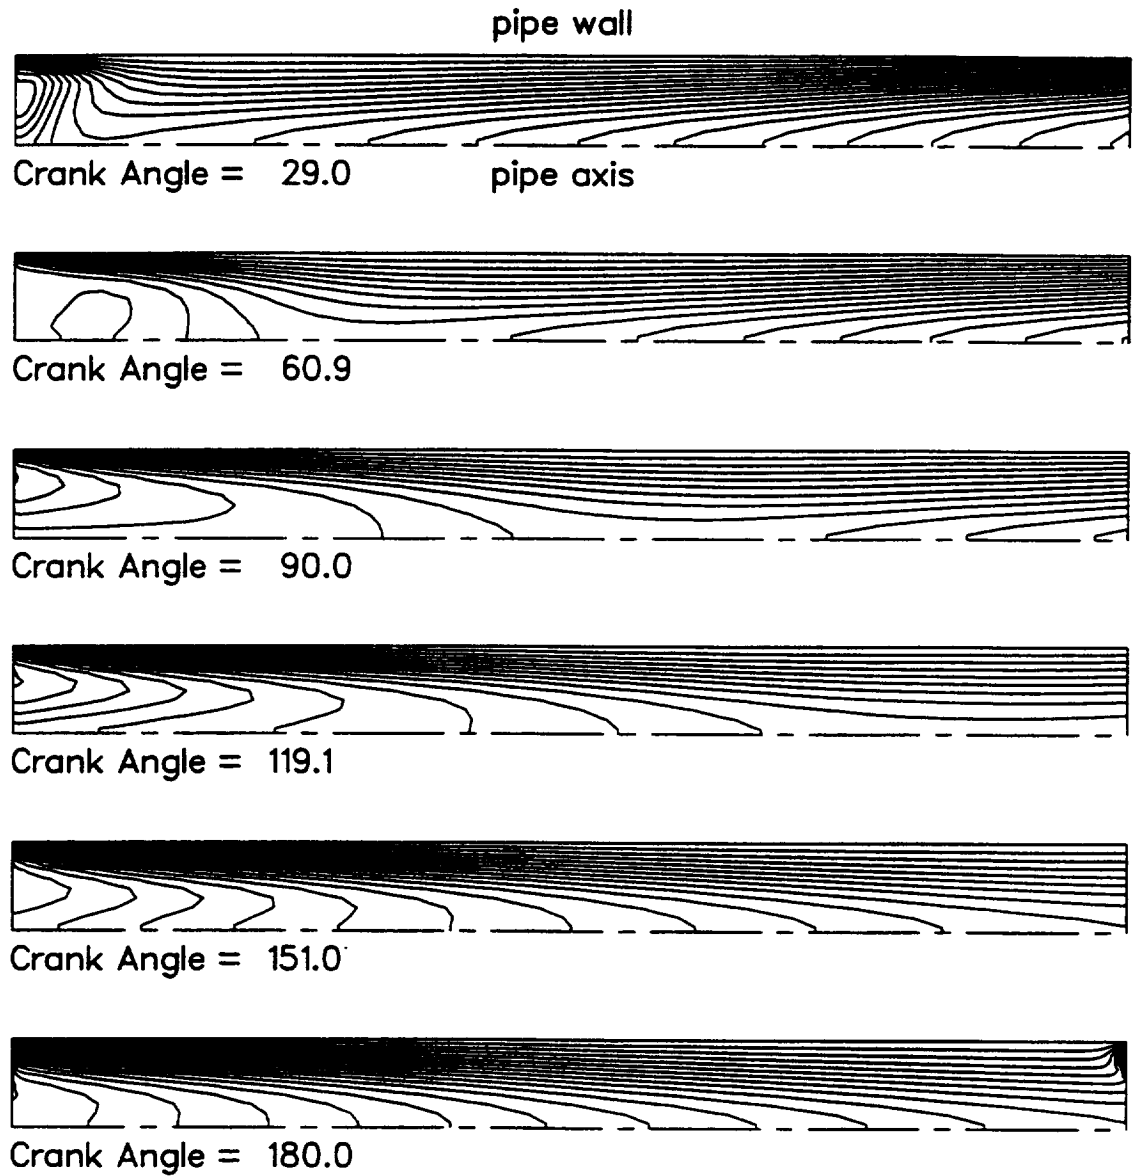 pipe wall
Crank Angle = 29.0 pipe axis
Crank Angle = 60.9
Crank Angle = 90.0
Crank Angle = 119.1
Crank Angle = 151.0
Crank Angle = 180.0